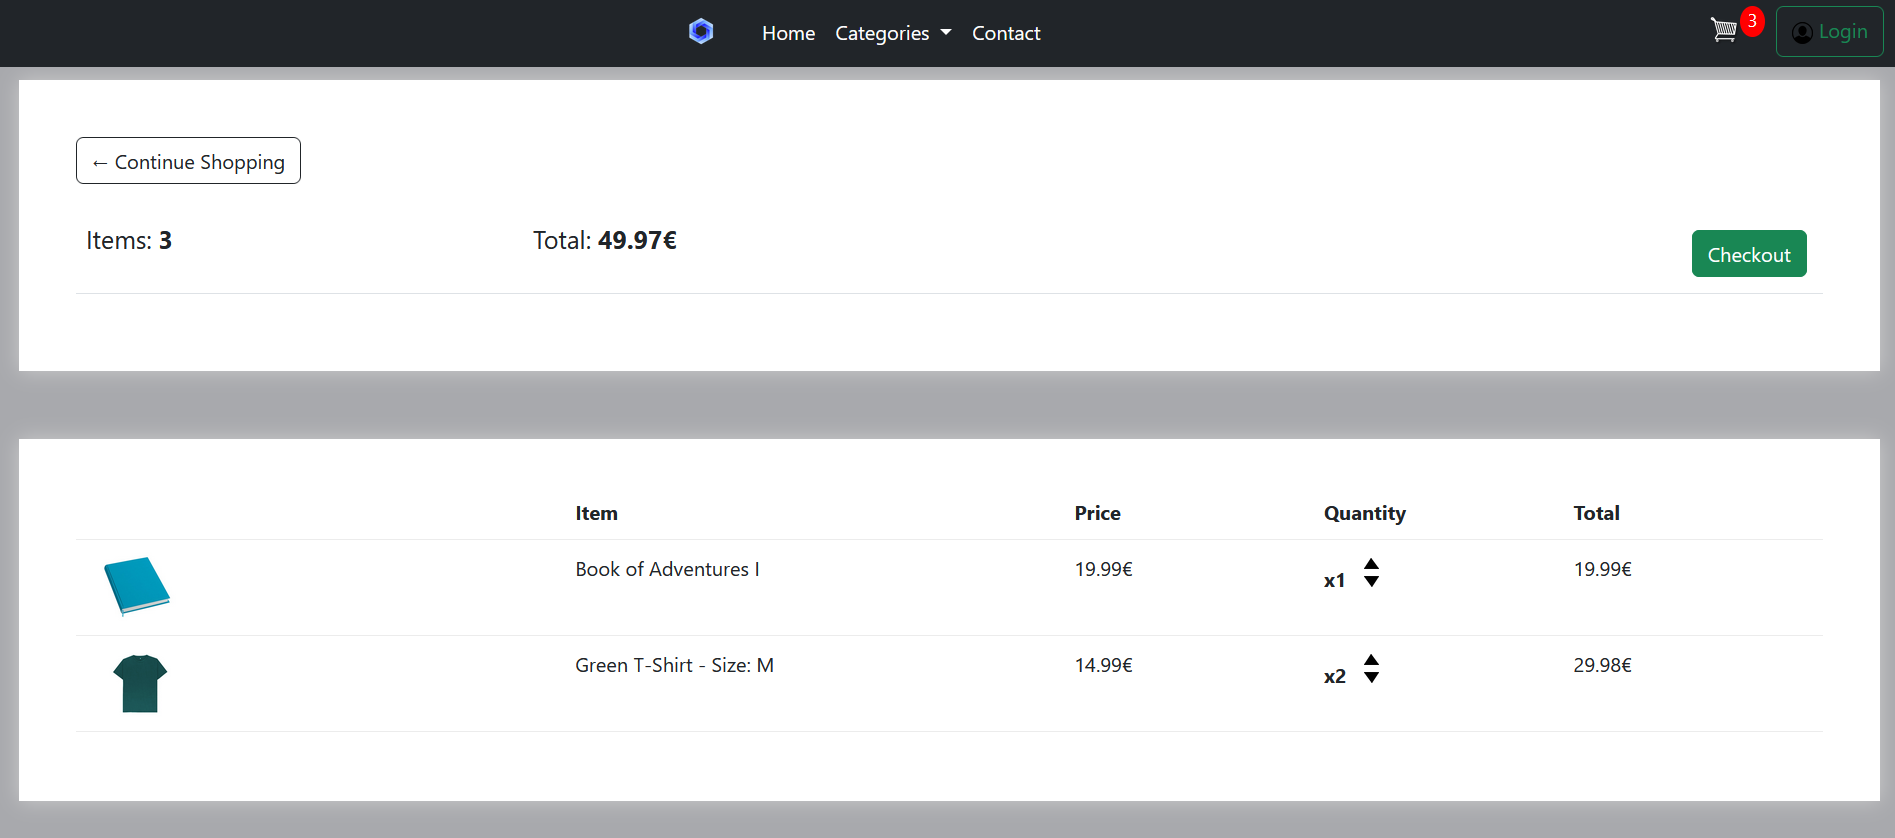 Home Categories Contact 3 Login
← Continue Shopping
Items: 3 Total: 49.97€ Checkout
Item Price Quantity Total
Book of Adventures I 19.99€ x1 19.99€
Green T-Shirt - Size: M 14.99€ x2 29.98€